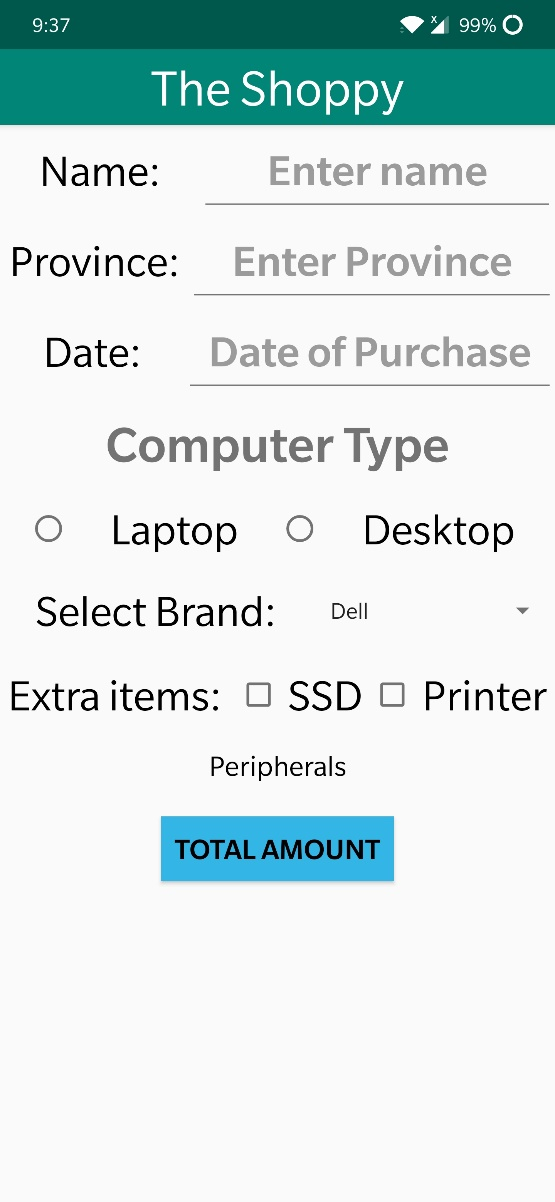 9:37 x 99%
The Shoppy
Name: Enter name
Province: Enter Province
Date: Date of Purchase
Computer Type
Laptop Desktop
Select Brand: Dell
Extra items: SSD Printer
Peripherals
TOTAL AMOUNT